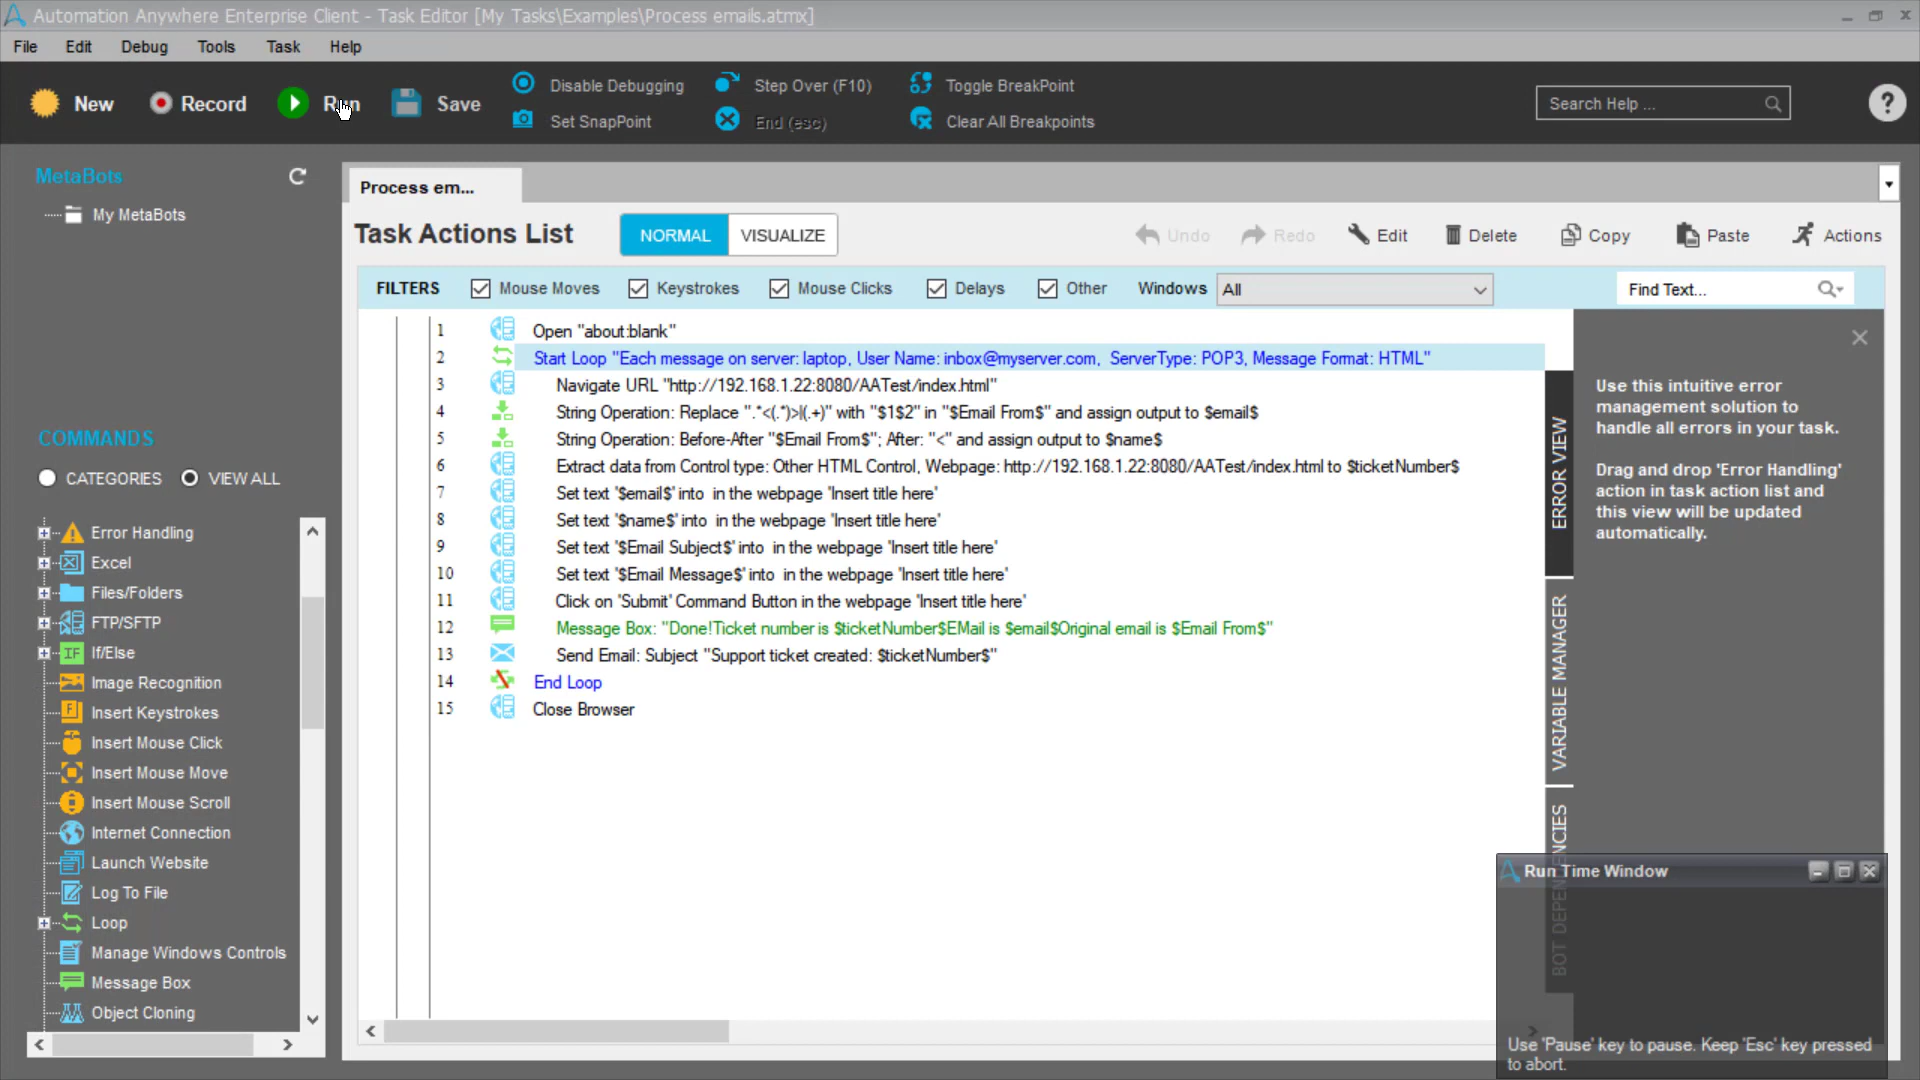 Automation Anywhere Enterprise Client - Task Editor [My Tasks\Examples\Process emails.atmx]
File Edit Debug Tools Task Help
New Record Run Save
Disable Debugging Step Over (F10) Toggle BreakPoint
Set SnapPoint End (esc) Clear All Breakpoints
Search Help ...
?
MetaBots
My MetaBots
COMMANDS
CATEGORIES VIEW ALL
Error Handling
Excel
Files/Folders
FTP/SFTP
IF If/Else
Image Recognition
Insert Keystrokes
Insert Mouse Click
Insert Mouse Move
Insert Mouse Scroll
Internet Connection
Launch Website
Log To File
Loop
Manage Windows Controls
Message Box
Object Cloning
Process em...
Task Actions List NORMAL VISUALIZE Undo Redo Edit Delete Copy Paste Actions
FILTERS Mouse Moves Keystrokes Mouse Clicks Delays Other Windows All Find Text...
1 Open "about:blank"
2 Start Loop "Each message on server: laptop, User Name: inbox@myserver.com,  ServerType: POP3, Message Format: HTML"
3 Navigate URL "http://192.168.1.22:8080/AATest/index.html"
4 String Operation: Replace ".*<(.*)>|(.+)" with "$1$2" in "$Email From$" and assign output to $email$
5 String Operation: Before-After "$Email From$"; After: "<" and assign output to $name$
6 Extract data from Control type: Other HTML Control, Webpage: http://192.168.1.22:8080/AATest/index.html to $ticketNumber$
7 Set text '$email$' into  in the webpage 'Insert title here'
8 Set text '$name$' into  in the webpage 'Insert title here'
9 Set text '$Email Subject$' into  in the webpage 'Insert title here'
10 Set text '$Email Message$' into  in the webpage 'Insert title here'
11 Click on 'Submit' Command Button in the webpage 'Insert title here'
12 Message Box: "Done!Ticket number is $ticketNumber$EMail is $email$Original email is $Email From$"
13 Send Email: Subject "Support ticket created: $ticketNumber$"
14 End Loop
15 Close Browser
ERROR VIEW
VARIABLE MANAGER
BOT DEPENDENCIES
Use this intuitive error
management solution to
handle all errors in your task.
Drag and drop 'Error Handling'
action in task action list and
this view will be updated
automatically.
Run Time Window
Use 'Pause' key to pause. Keep 'Esc' key pressed
to abort.